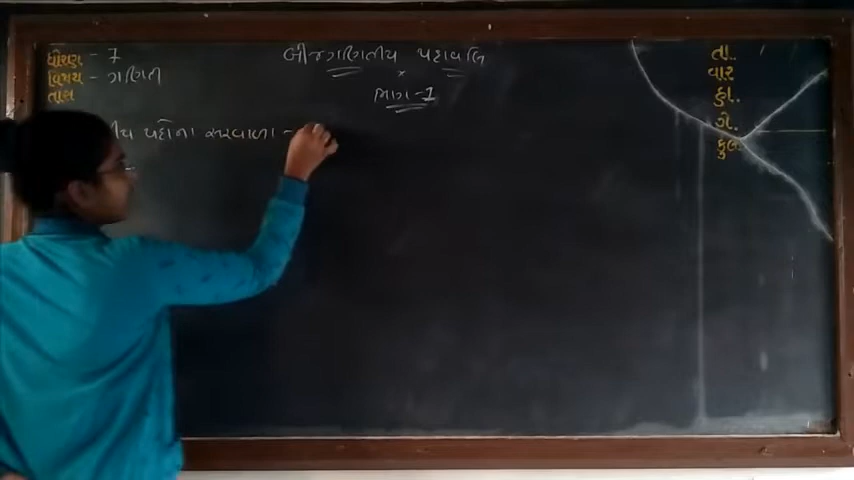 ધોરણ - 7
વિષય - ગણિત
તાસ
બીજગણિતીય પદાવલિ
ભાગ-1
તા..
વાર
હા..
ગે..
કુલ
ીય પદોના સરવાળા -